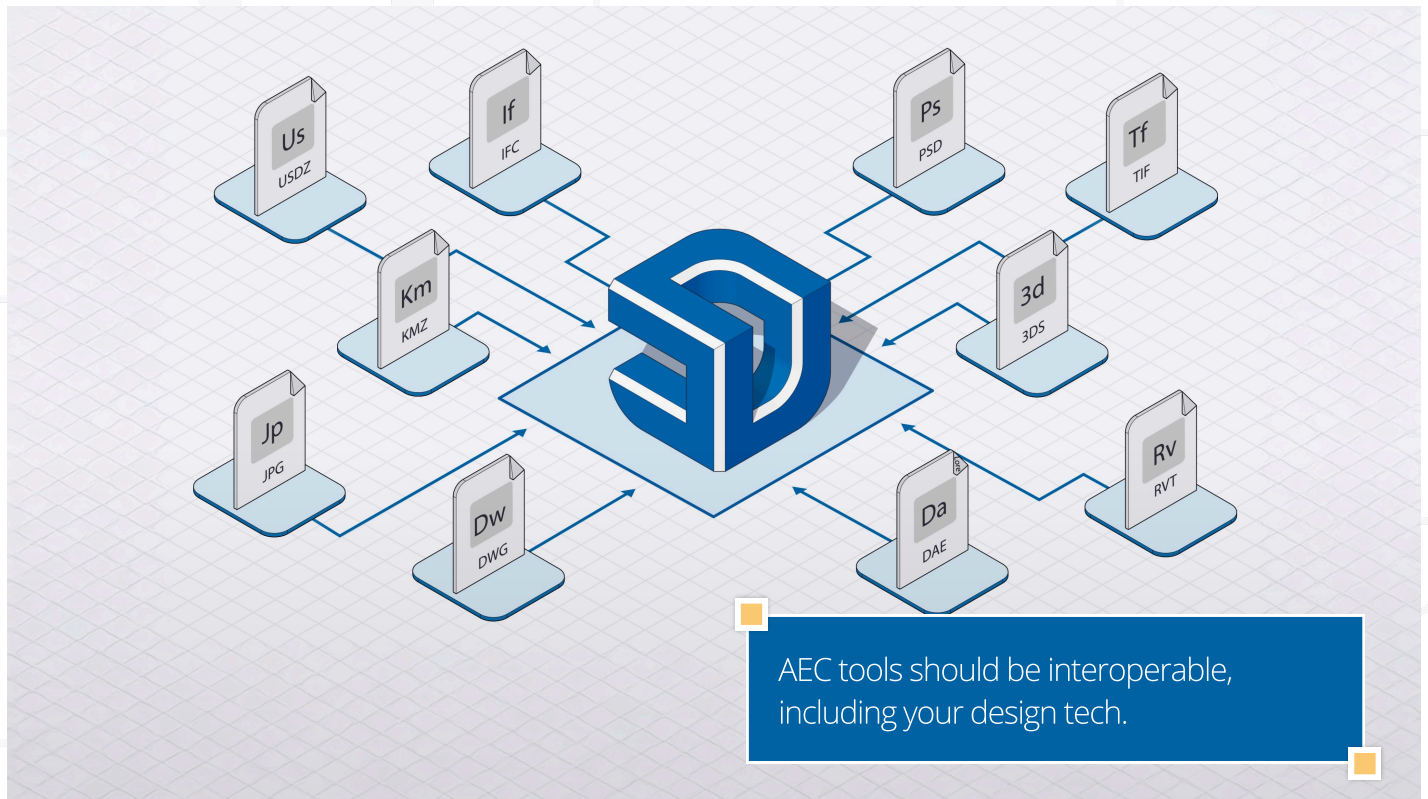 Us
USDZ
If
IFC
Ps
PSD
Tf
TIF
Km
KMZ
3d
3DS
Jp
JPG
Rv
RVT
Dw
DWG
Da
DAE
AEC tools should be interoperable,
including your design tech.